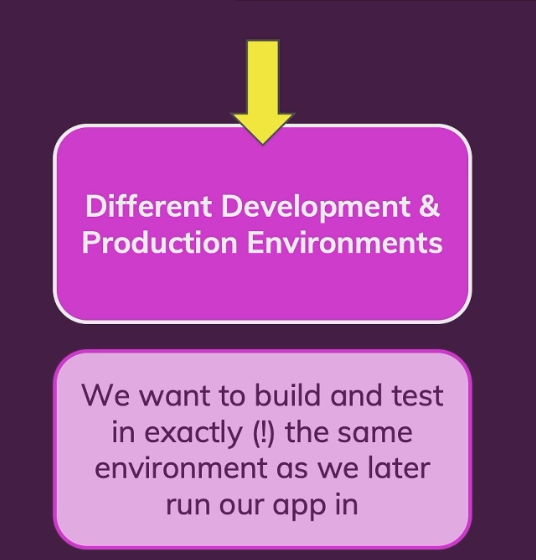 Different Development &
Production Environments
We want to build and test
in exactly (!) the same
environment as we later
run our app in